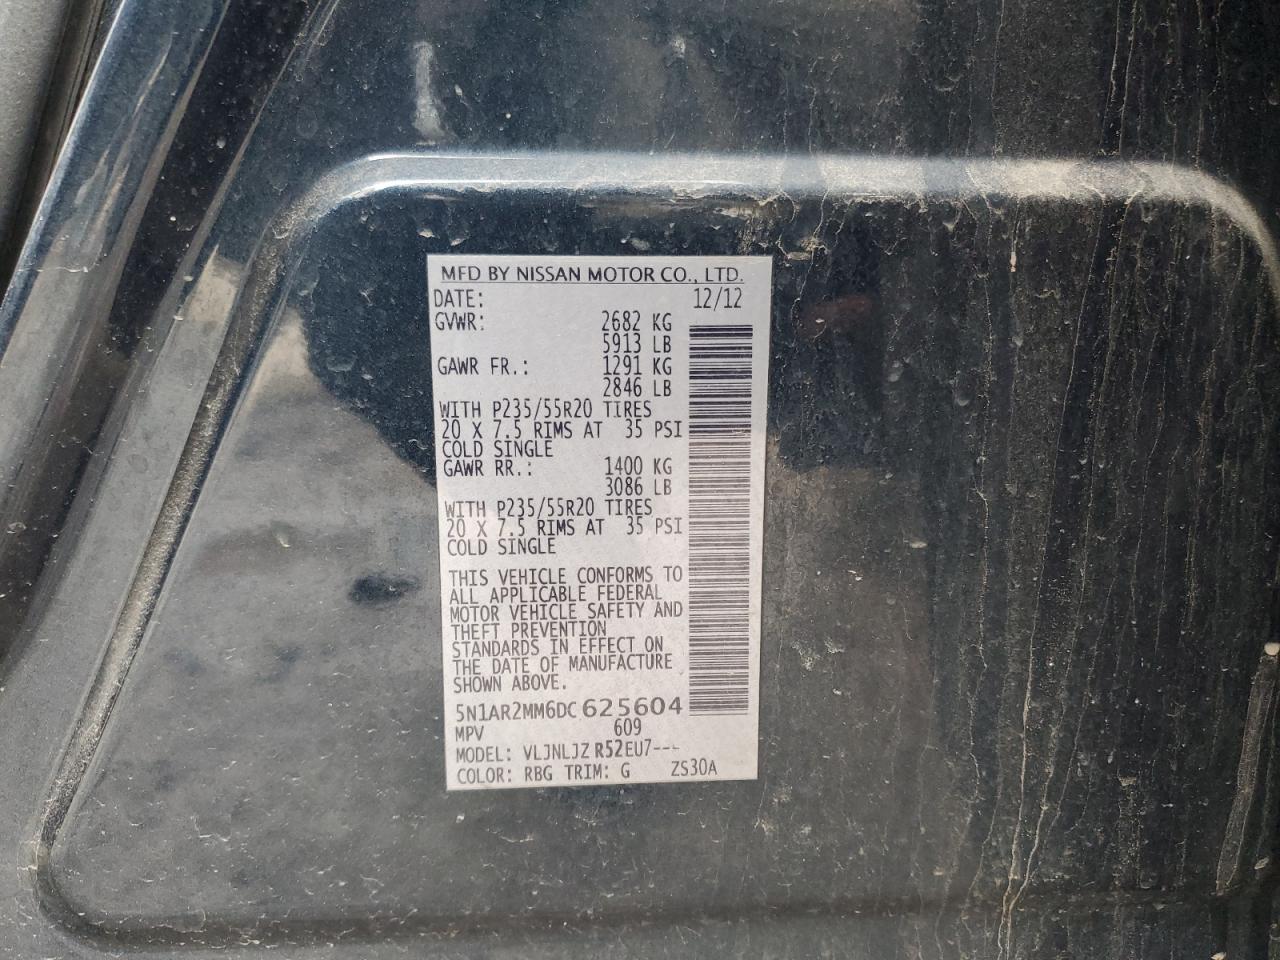 MFD BY NISSAN MOTOR CO., LTD.
DATE: 12/12
GVWR: 2682 KG
5913 LB
GAWR FR.: 1291 KG
2846 LB
WITH P235/55R20 TIRES
20 X 7.5 RIMS AT 35 PSI
COLD SINGLE
GAWR RR.: 1400 KG
3086 LB
WITH P235/55R20 TIRES
20 X 7.5 RIMS AT 35 PSI
COLD SINGLE
THIS VEHICLE CONFORMS TO
ALL APPLICABLE FEDERAL
MOTOR VEHICLE SAFETY AND
THEFT PREVENTION
STANDARDS IN EFFECT ON
THE DATE OF MANUFACTURE
SHOWN ABOVE.
5N1AR2MM6DC625604
MPV 609
MODEL: VLJNLJZ R52EU7---
COLOR: RBG TRIM: G ZS30A